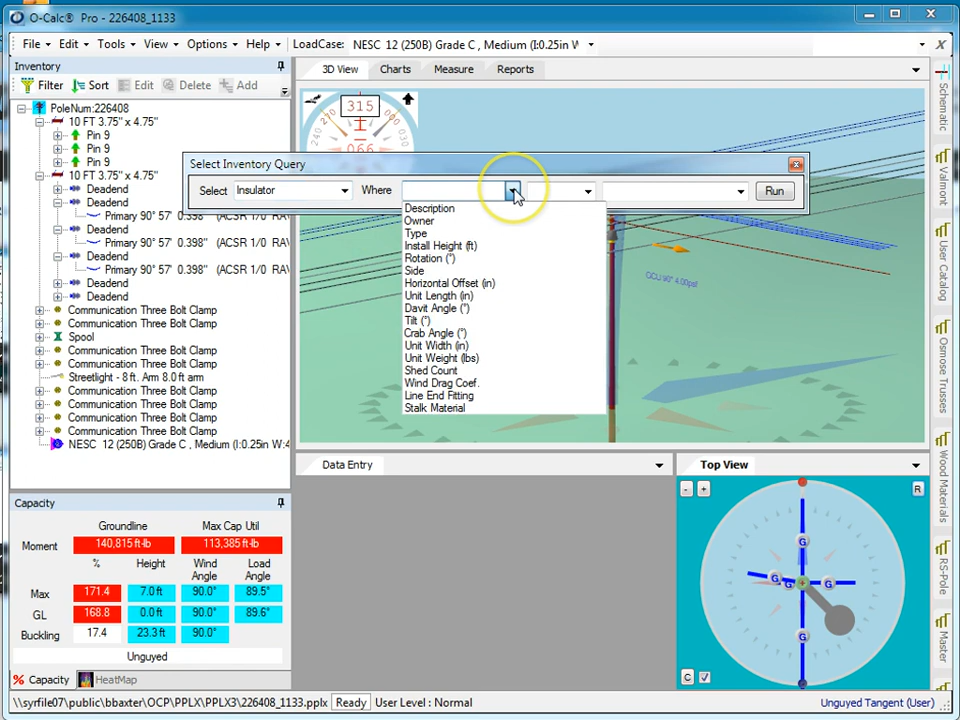 O-Calc® Pro - 226408_1133
File Edit Tools View Options Help LoadCase: NESC 12 (250B) Grade C , Medium (I:0.25in W
Inventory
Filter Sort Edit Delete Add
3D View Charts Measure Reports
PoleNum:226408
10 FT 3.75" x 4.75"
Pin 9
Pin 9
Pin 9
10 FT 3.75" x 4.75"
Deadend
Primary 90° 57' 0.398" (ACSR 1/0 RAV
Deadend
Primary 90° 57' 0.398" (ACSR 1/0 RAV
Deadend
Primary 90° 57' 0.398" (ACSR 1/0 RAV
Deadend
Deadend
Communication Three Bolt Clamp
Communication Three Bolt Clamp
Spool
Communication Three Bolt Clamp
Communication Three Bolt Clamp
Streetlight - 8 ft. Arm 8.0 ft arm
Communication Three Bolt Clamp
Communication Three Bolt Clamp
Communication Three Bolt Clamp
Communication Three Bolt Clamp
NESC 12 (250B) Grade C, Medium (I:0.25in W:4
315
270
240
066
Select Inventory Query
Select Insulator Where Run
Description
Owner
Type
Install Height (ft)
Rotation (°)
Side
Horizontal Offset (in)
Unit Length (in)
Davit Angle (°)
Tilt (°)
Crab Angle (°)
Unit Width (in)
Unit Weight (lbs)
Shed Count
Wind Drag Coef.
Line End Fitting
Stalk Material
GCU 90° 4.00psf
Schematic
Valmont
User Catalog
Osmose Trusses
Wood Materials
RS-Pole
Master
Capacity
Groundline Max Cap Util
Moment 140,815 ft-lb 113,385 ft-lb
% Height Wind Angle Load Angle
Max 171.4 7.0 ft 90.0° 89.5°
GL 168.8 0.0 ft 90.0° 89.6°
Buckling 17.4 23.3 ft 90.0°
Unguyed
% Capacity HeatMap
Data Entry
Top View
- + R
G
G G G
G
C
\\syrfile07\public\bbaxter\OCP\PPLX\PPLX3\226408_1133.pplx Ready User Level : Normal Unguyed Tangent (User)